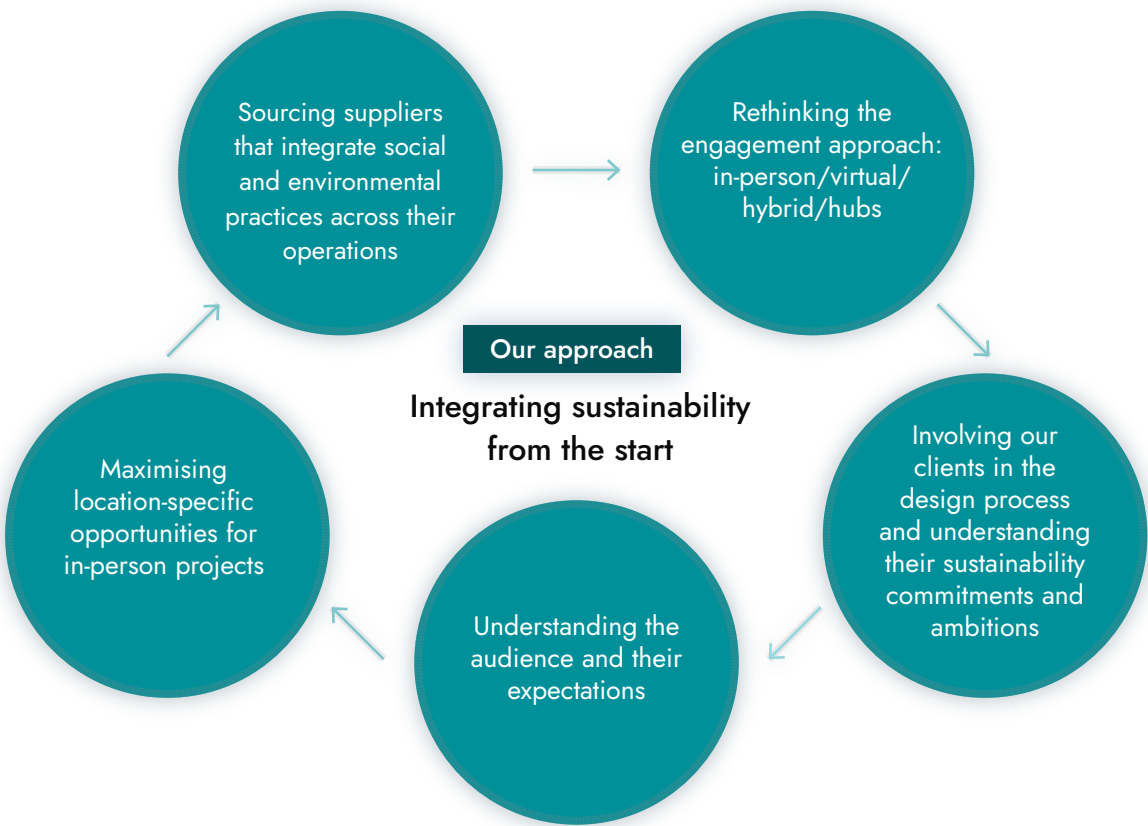 Sourcing suppliers
that integrate social
and environmental
practices across their
operations
Rethinking the
engagement approach:
in-person/virtual/
hybrid/hubs
Our approach
Integrating sustainability
from the start
Involving our
clients in the
design process
and understanding
their sustainability
commitments and
ambitions
Understanding the
audience and their
expectations
Maximising
location-specific
opportunities for
in-person projects